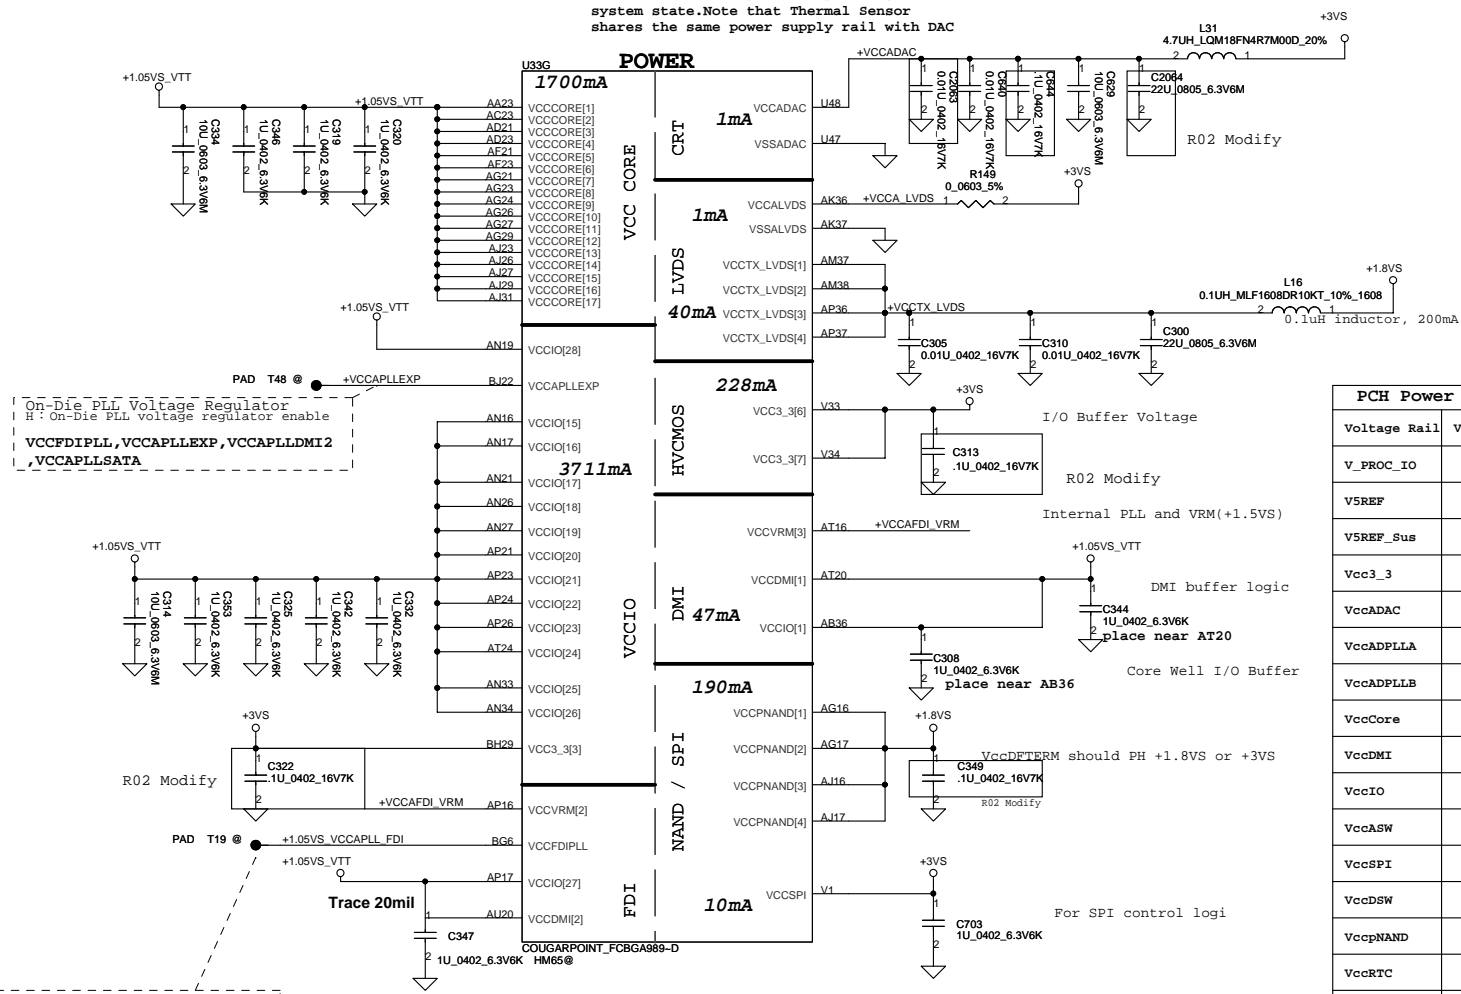 system state.Note that Thermal Sensor
shares the same power supply rail with DAC
POWER
U33G
1700mA
+1.05VS_VTT
+1.05VS_VTT
C334
10U_0603_6.3V6M
C346
1U_0402_6.3V6K
C319
1U_0402_6.3V6K
C320
1U_0402_6.3V6K
AA23 VCCCORE[1]
AC23 VCCCORE[2]
AD21 VCCCORE[3]
AD23 VCCCORE[4]
AF21 VCCCORE[5]
AF23 VCCCORE[6]
AG21 VCCCORE[7]
AG23 VCCCORE[8]
AG24 VCCCORE[9]
AG26 VCCCORE[10]
AG27 VCCCORE[11]
AG29 VCCCORE[12]
AJ23 VCCCORE[13]
AJ26 VCCCORE[14]
AJ27 VCCCORE[15]
AJ29 VCCCORE[16]
AJ31 VCCCORE[17]
VCC CORE
+1.05VS_VTT
AN19 VCCIO[28]
PAD T48 @ +VCCAPLLEXP BJ22 VCCAPLLEXP
On-Die PLL Voltage Regulator
H：On-Die PLL voltage regulator enable
VCCFDIPLL,VCCAPLLEXP,VCCAPLLDMI2
,VCCAPLLSATA
AN16 VCCIO[15]
AN17 VCCIO[16]
3711mA
AN21 VCCIO[17]
AN26 VCCIO[18]
AN27 VCCIO[19]
AP21 VCCIO[20]
AP23 VCCIO[21]
AP24 VCCIO[22]
AP26 VCCIO[23]
AT24 VCCIO[24]
AN33 VCCIO[25]
AN34 VCCIO[26]
VCCIO
+1.05VS_VTT
C314
10U_0603_6.3V6M
C353
1U_0402_6.3V6K
C325
1U_0402_6.3V6K
C342
1U_0402_6.3V6K
C332
1U_0402_6.3V6K
+3VS
BH29 VCC3_3[3]
R02 Modify
C322
.1U_0402_16V7K
+VCCAFDI_VRM AP16 VCCVRM[2]
PAD T19 @ +1.05VS_VCCAPLL_FDI BG6 VCCFDIPLL
+1.05VS_VTT
AP17 VCCIO[27]
Trace 20mil
AU20 VCCDMI[2]
FDI
C347
1U_0402_6.3V6K
COUGARPOINT_FCBGA989~D
HM65@
CRT
1mA
VCCADAC U48
VSSADAC U47
+VCCADAC
C2063
0.01U_0402_16V7K
C640
0.01U_0402_16V7K
C644
.1U_0402_16V7K
C629
10U_0603_6.3V6M
C2064
22U_0805_6.3V6M
L31
4.7UH_LQM18FN4R7M00D_20%
+3VS
R02 Modify
LVDS
1mA
VCCALVDS AK36 +VCCA_LVDS
R149
0_0603_5%
+3VS
VSSALVDS AK37
40mA
VCCTX_LVDS[1] AM37
VCCTX_LVDS[2] AM38
VCCTX_LVDS[3] AP36
VCCTX_LVDS[4] AP37
+VCCTX_LVDS
C305
0.01U_0402_16V7K
C310
0.01U_0402_16V7K
C300
22U_0805_6.3V6M
L16
0.1UH_MLF1608DR10KT_10%_1608
+1.8VS
0.1uH inductor, 200mA
HVCMOS
228mA
VCC3_3[6] V33
VCC3_3[7] V34
+3VS
I/O Buffer Voltage
C313
.1U_0402_16V7K
R02 Modify
DMI
47mA
Internal PLL and VRM(+1.5VS)
VCCVRM[3] AT16 +VCCAFDI_VRM
+1.05VS_VTT
VCCDMI[1] AT20
DMI buffer logic
C344
1U_0402_6.3V6K
place near AT20
VCCIO[1] AB36
C308
1U_0402_6.3V6K
place near AB36
Core Well I/O Buffer
NAND / SPI
190mA
VCCPNAND[1] AG16
VCCPNAND[2] AG17
VCCPNAND[3] AJ16
VCCPNAND[4] AJ17
+1.8VS
VccDFTERM should PH +1.8VS or +3VS
C349
.1U_0402_16V7K
R02 Modify
10mA
VCCSPI V1
+3VS
C703
1U_0402_6.3V6K
For SPI control logi
PCH Power
Voltage Rail V
V_PROC_IO
V5REF
V5REF_Sus
Vcc3_3
VccADAC
VccADPLLA
VccADPLLB
VccCore
VccDMI
VccIO
VccASW
VccSPI
VccDSW
VccpNAND
VccRTC